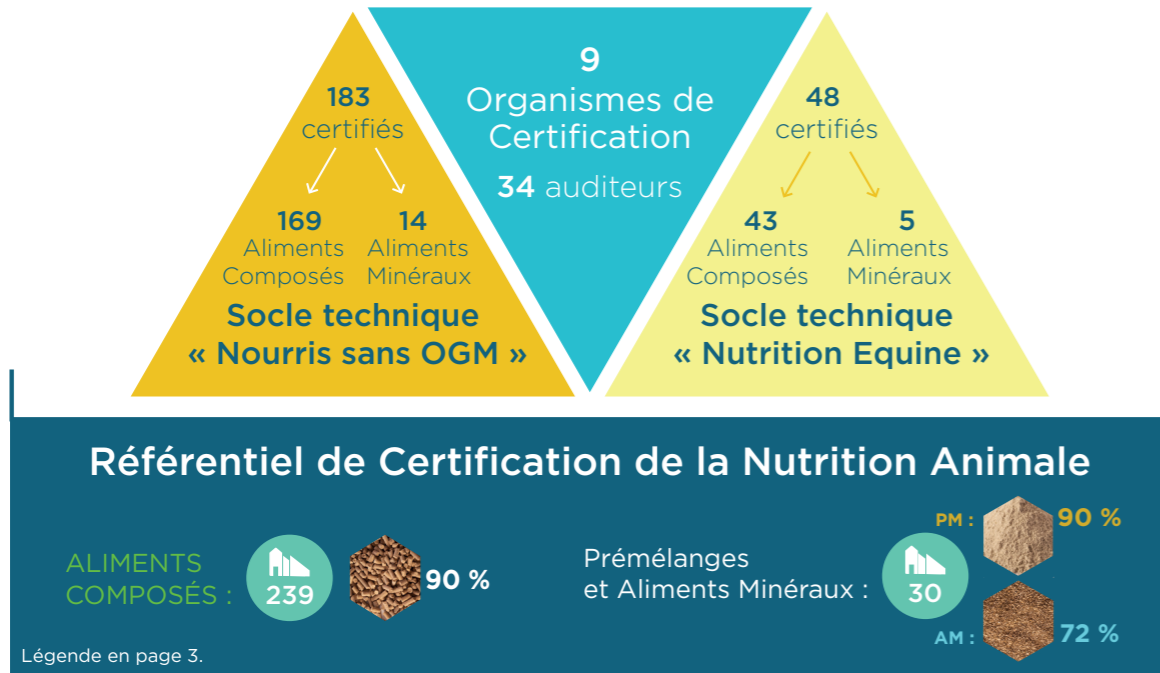 183
certifiés
169
Aliments
Composés
14
Aliments
Minéraux
Socle technique
« Nourris sans OGM »
9
Organismes de
Certification
34 auditeurs
48
certifiés
43
Aliments
Composés
5
Aliments
Minéraux
Socle technique
« Nutrition Equine »
Référentiel de Certification de la Nutrition Animale
ALIMENTS
COMPOSÉS :
239
90 %
Prémélanges
et Aliments Minéraux :
30
PM :
90 %
AM :
72 %
Légende en page 3.